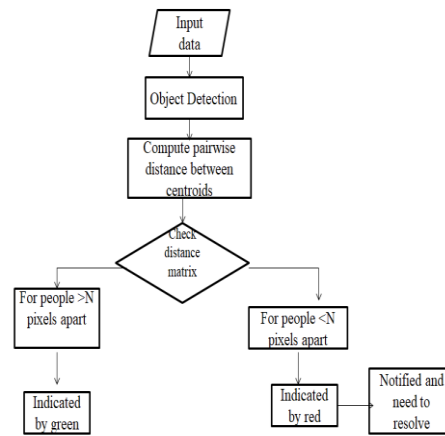 Input
data
Object Detection
Compute pairwise
distance between
centroids
Check
distance
matrix
For people >N
pixels apart
For people <N
pixels apart
Indicated
by green
Indicated
by red
Notified and
need to
resolve